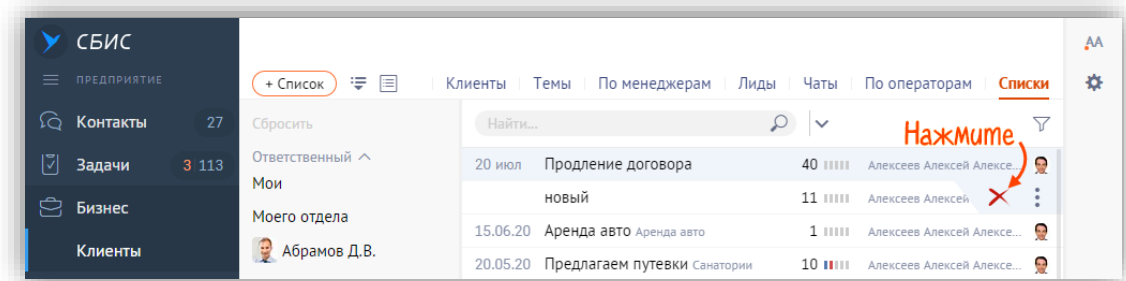 СБИС
ПРЕДПРИЯТИЕ
Контакты 27
Задачи 3 113
Бизнес
Клиенты
+ Список Клиенты Темы По менеджерам Лиды Чаты По операторам Списки
АА
Сбросить
Ответственный
Мои
Моего отдела
Абрамов Д.В.
Найти...
Нажмите
20 июл Продление договора 40 Алексеев Алексей Алексе...
новый 11 Алексеев Алексей
15.06.20 Аренда авто Аренда авто 1 Алексеев Алексей Алексе...
20.05.20 Предлагаем путевки Санатории 10 Алексеев Алексей Алексе...